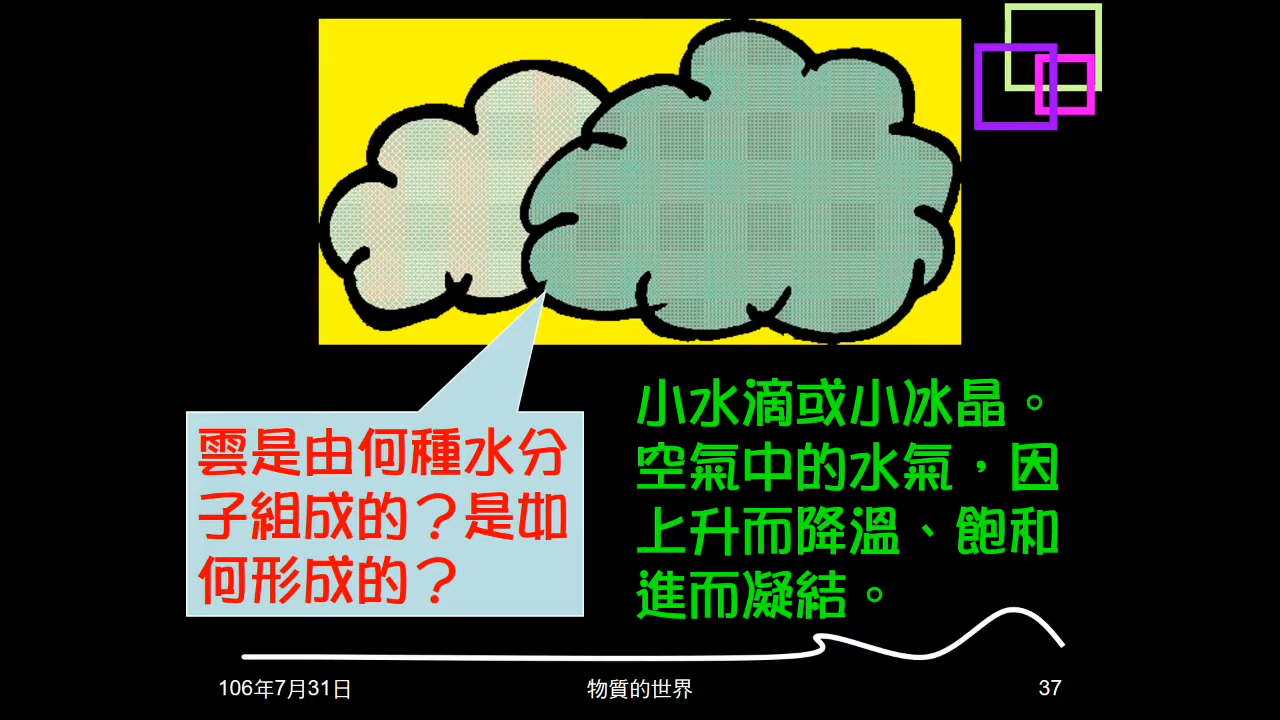 雲是由何種水分
子組成的？是如
何形成的？
小水滴或小冰晶。
空氣中的水氣，因
上升而降溫、飽和
進而凝結。
106年7月31日
物質的世界
37